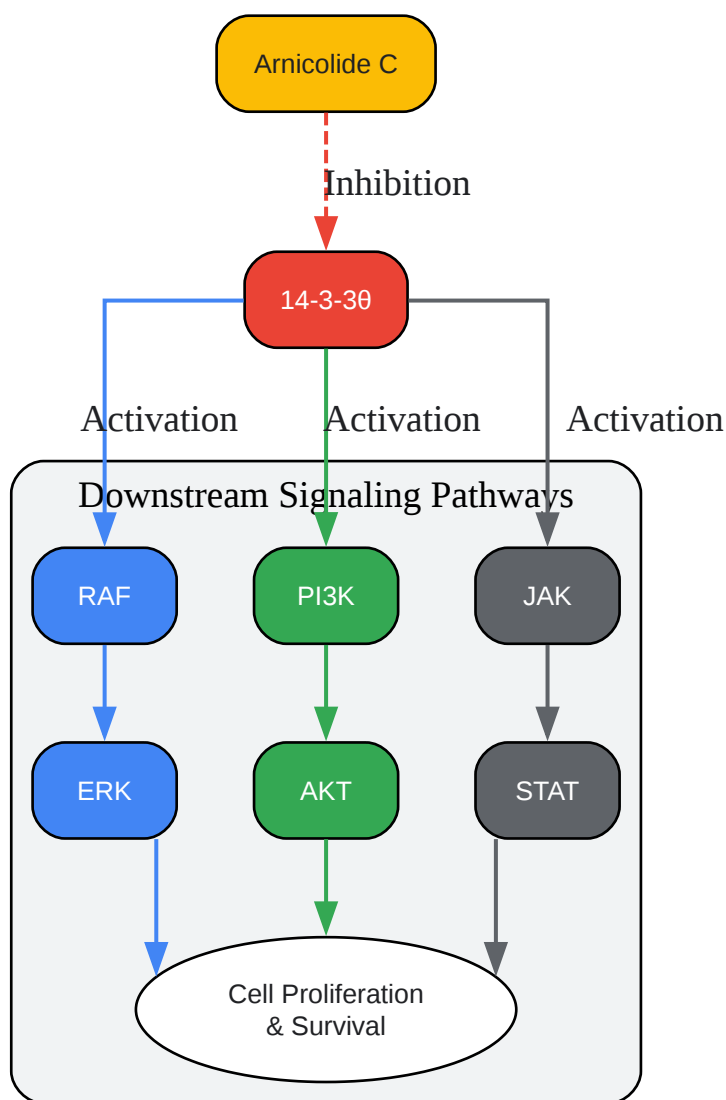 Arnicolide C
Inhibition
14-3-3θ
Activation
Activation
Activation
Downstream Signaling Pathways
RAF
PI3K
JAK
ERK
AKT
STAT
Cell Proliferation
& Survival